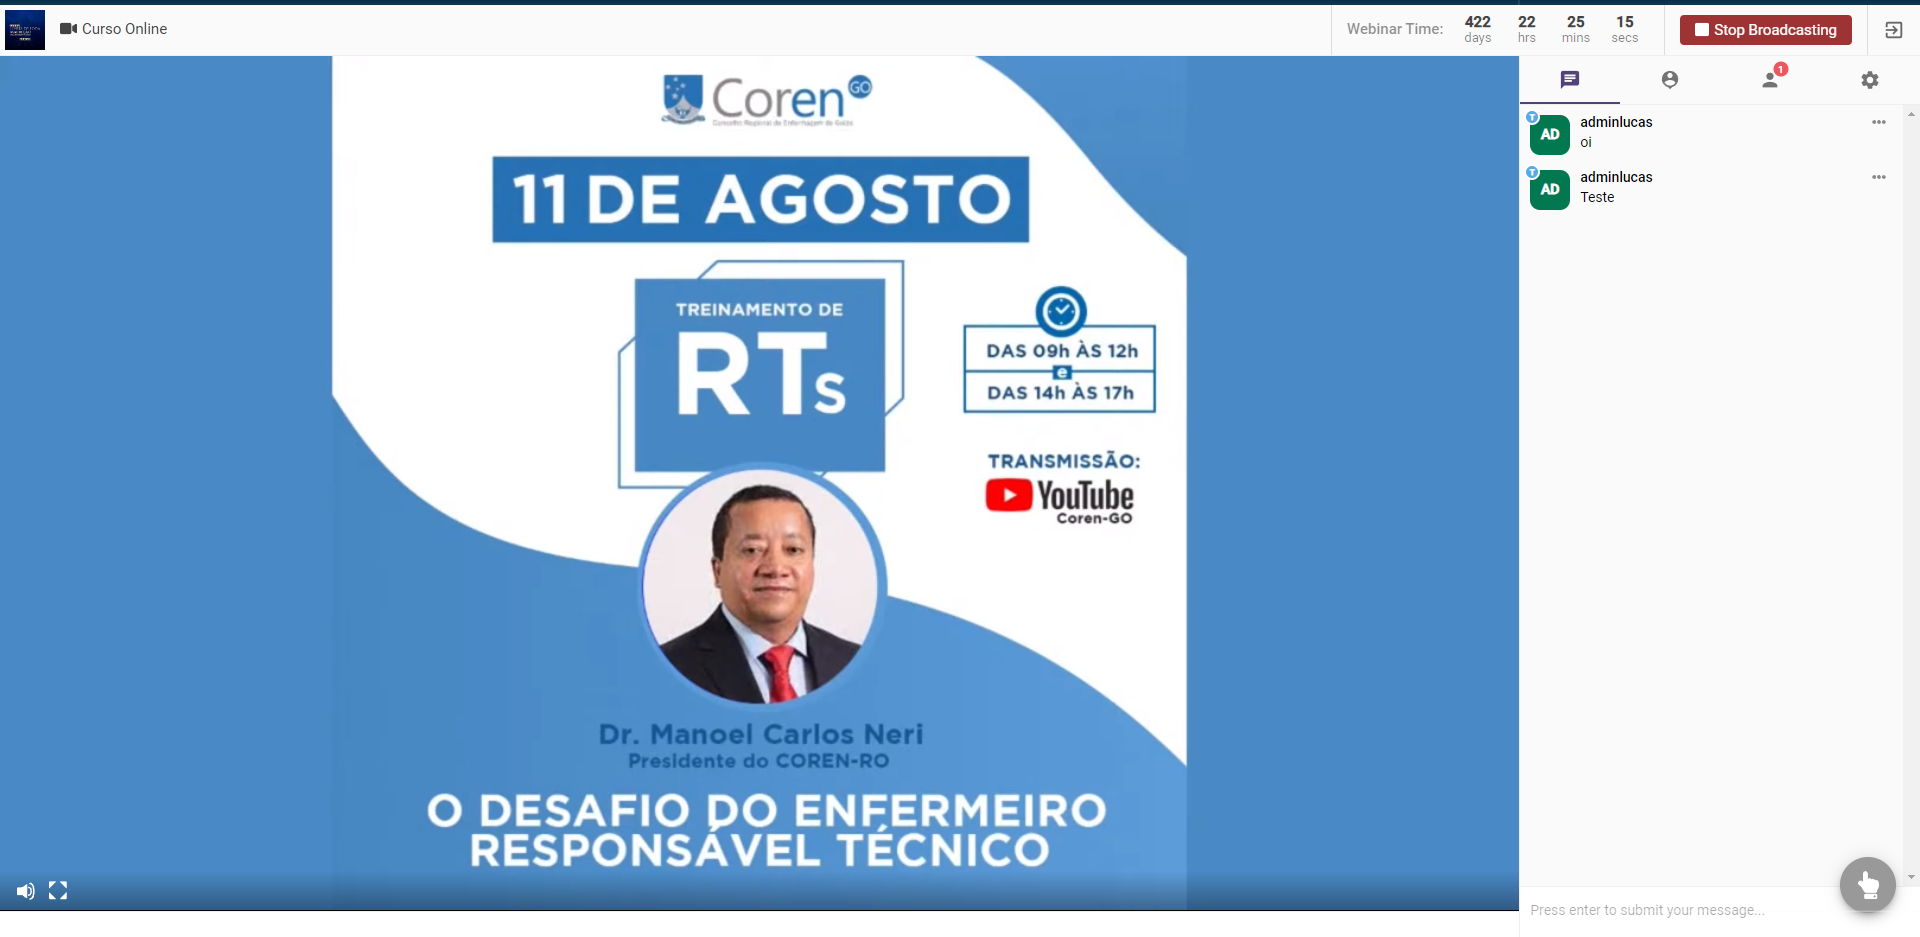 Curso Online
Webinar Time:
422 22 25 15
days hrs mins secs
Stop Broadcasting
1
Coren GO
Conselho Regional de Enfermagem de Goiás
11 DE AGOSTO
TREINAMENTO DE
RTs
DAS 09h ÀS 12h
e
DAS 14h ÀS 17h
TRANSMISSÃO:
YouTube
Coren-GO
Dr. Manoel Carlos Neri
Presidente do COREN-RO
O DESAFIO DO ENFERMEIRO
RESPONSÁVEL TÉCNICO
T
AD
adminlucas
oi
T
AD
adminlucas
Teste
Press enter to submit your message...